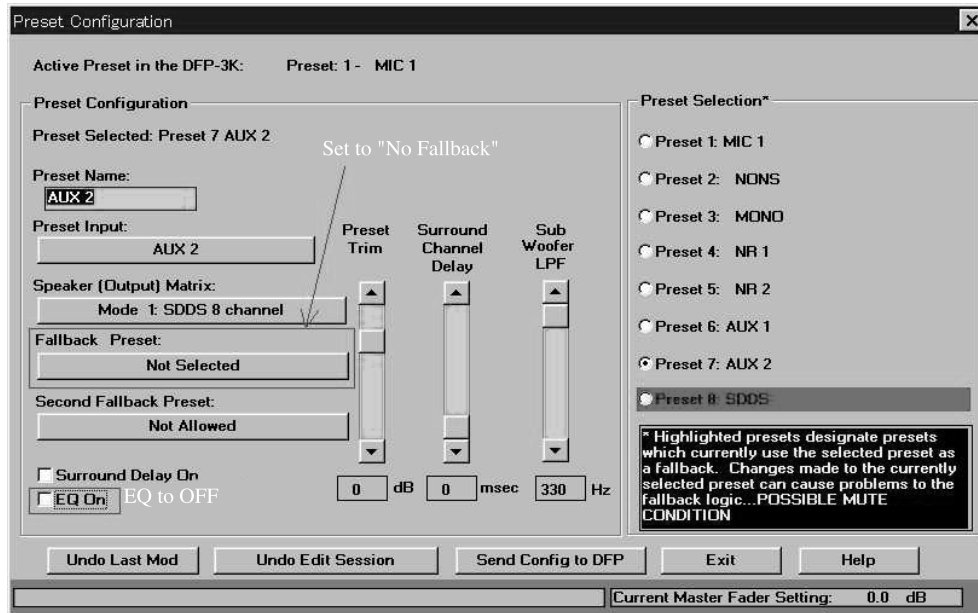 Preset Configuration
Active Preset in the DFP-3K: Preset: 1 - MIC 1
Preset Configuration
Preset Selected: Preset 7 AUX 2
Set to "No Fallback"
Preset Name:
AUX 2
Preset Input:
AUX 2
Speaker (Output) Matrix:
Mode 1: SDDS 8 channel
Fallback Preset:
Not Selected
Second Fallback Preset:
Not Allowed
Surround Delay On
EQ On
EQ to OFF
Preset
Trim
0 dB
Surround
Channel
Delay
0 msec
Sub
Woofer
LPF
330 Hz
Preset Selection*
Preset 1: MIC 1
Preset 2: NONS
Preset 3: MONO
Preset 4: NR 1
Preset 5: NR 2
Preset 6: AUX 1
Preset 7: AUX 2
Preset 8: SDDS
* Highlighted presets designate presets
which currently use the selected preset as
a fallback. Changes made to the currently
selected preset can cause problems to the
fallback logic...POSSIBLE MUTE
CONDITION
Undo Last Mod
Undo Edit Session
Send Config to DFP
Exit
Help
Current Master Fader Setting: 0.0 dB